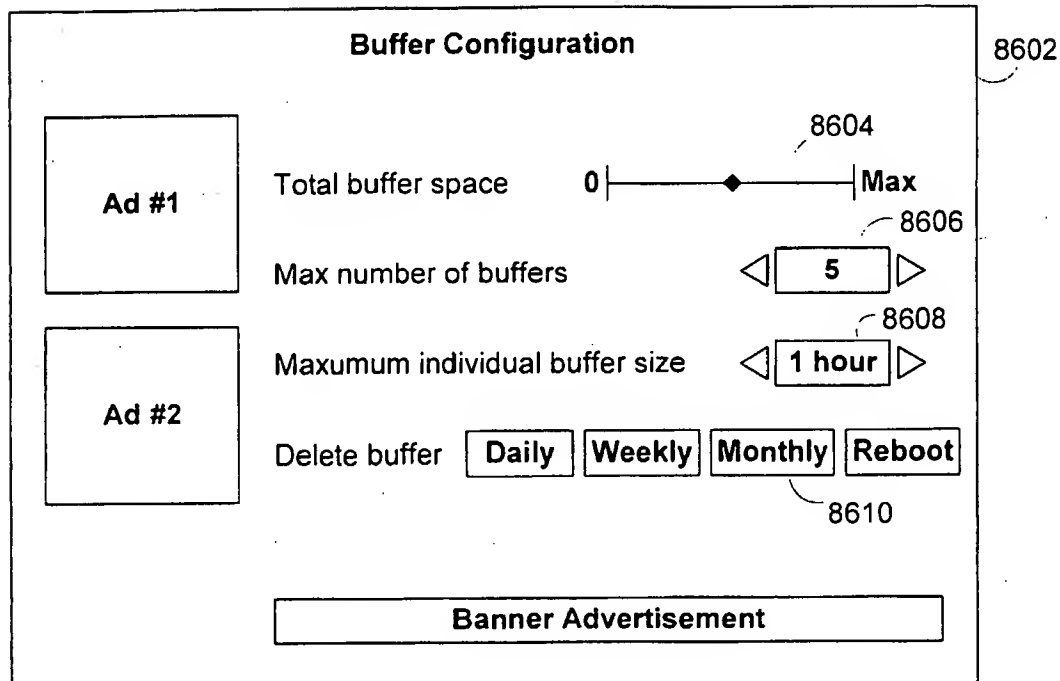 Buffer Configuration
8602
8604
Ad #1
Total buffer space 0 Max
8606
Max number of buffers 5
8608
Maxumum individual buffer size 1 hour
Ad #2
Delete buffer Daily Weekly Monthly Reboot
8610
Banner Advertisement